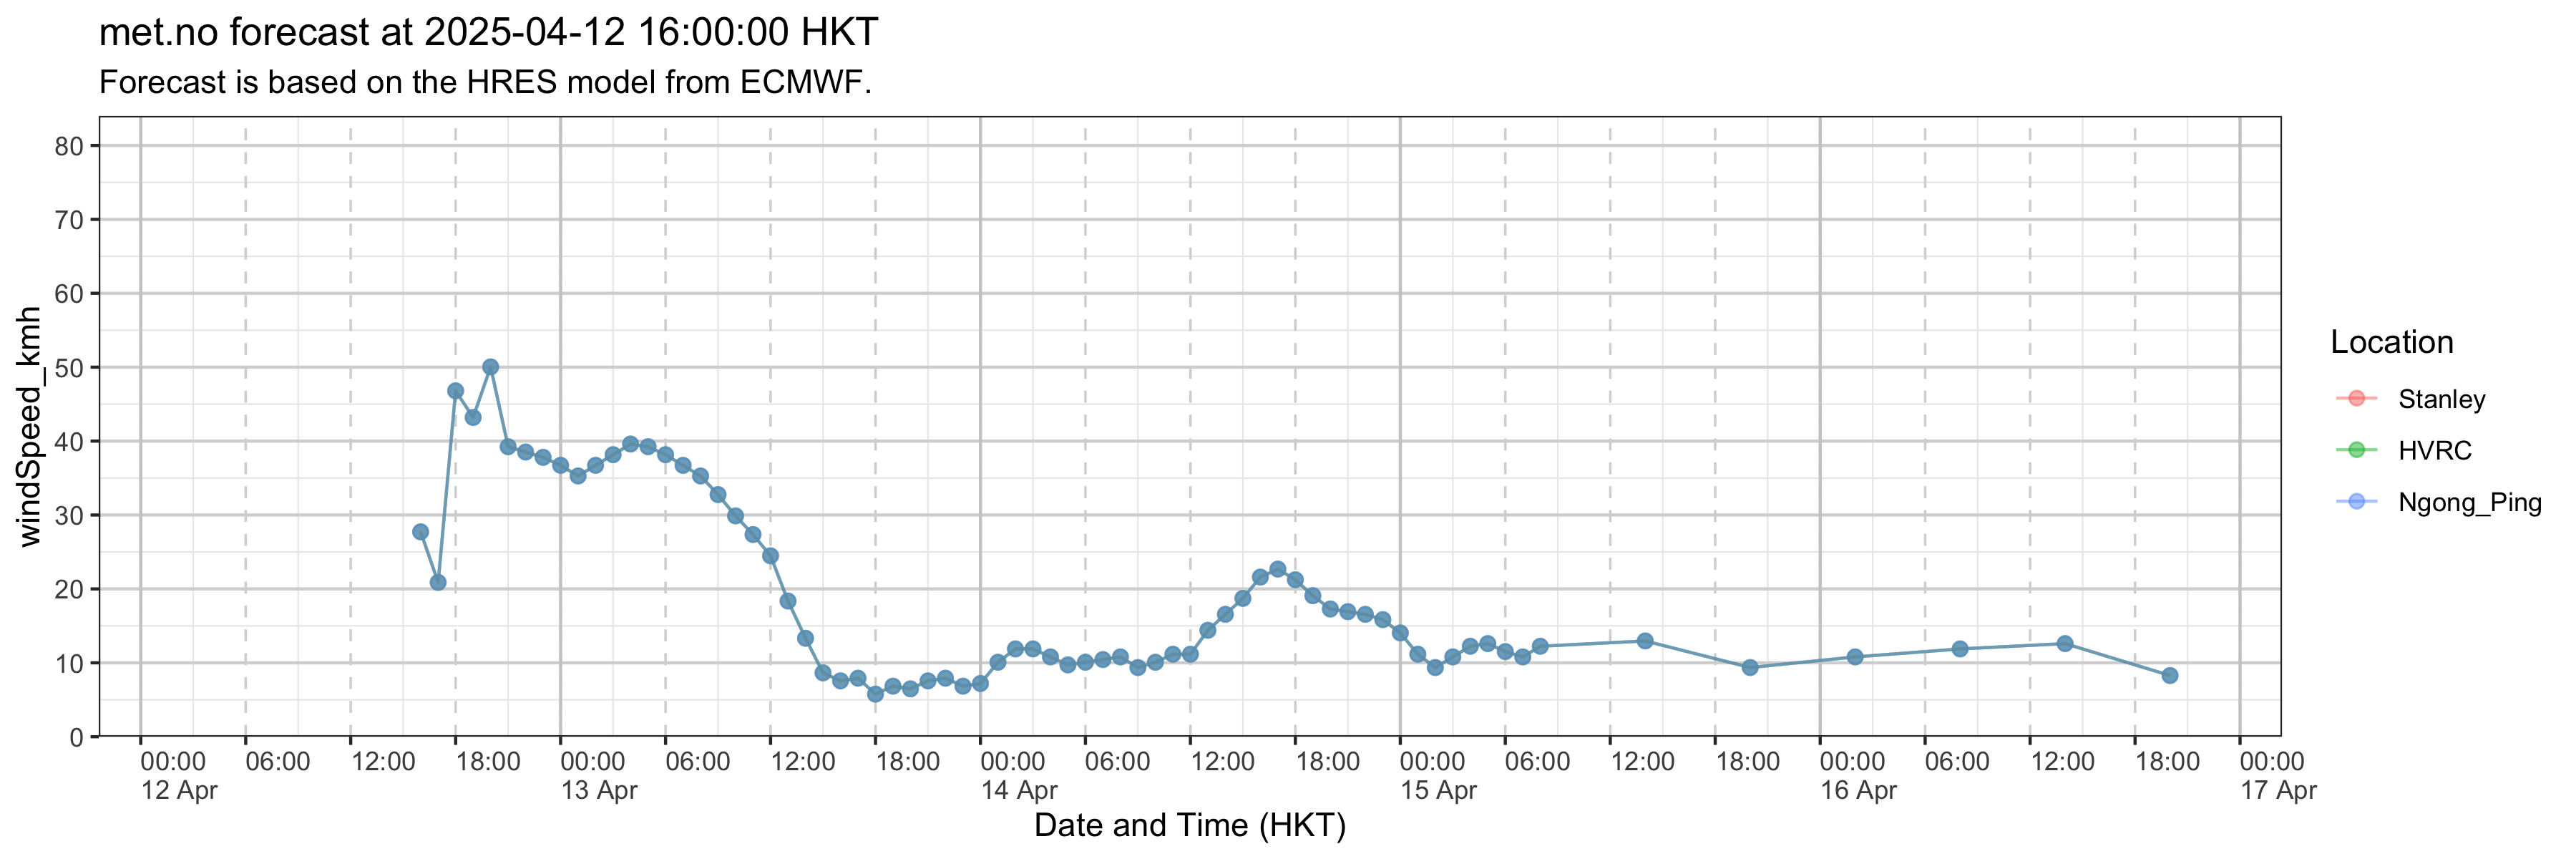 met.no forecast at 2025-04-12 16:00:00 HKT
Forecast is based on the HRES model from ECMWF.
windSpeed_kmh
80
70
60
50
40
30
20
10
0
00:00 06:00 12:00 18:00 00:00 06:00 12:00 18:00 00:00 06:00 12:00 18:00 00:00 06:00 12:00 18:00 00:00 06:00 12:00 18:00 00:00
12 Apr 13 Apr 14 Apr 15 Apr 16 Apr 17 Apr
Date and Time (HKT)
Location
Stanley
HVRC
Ngong_Ping